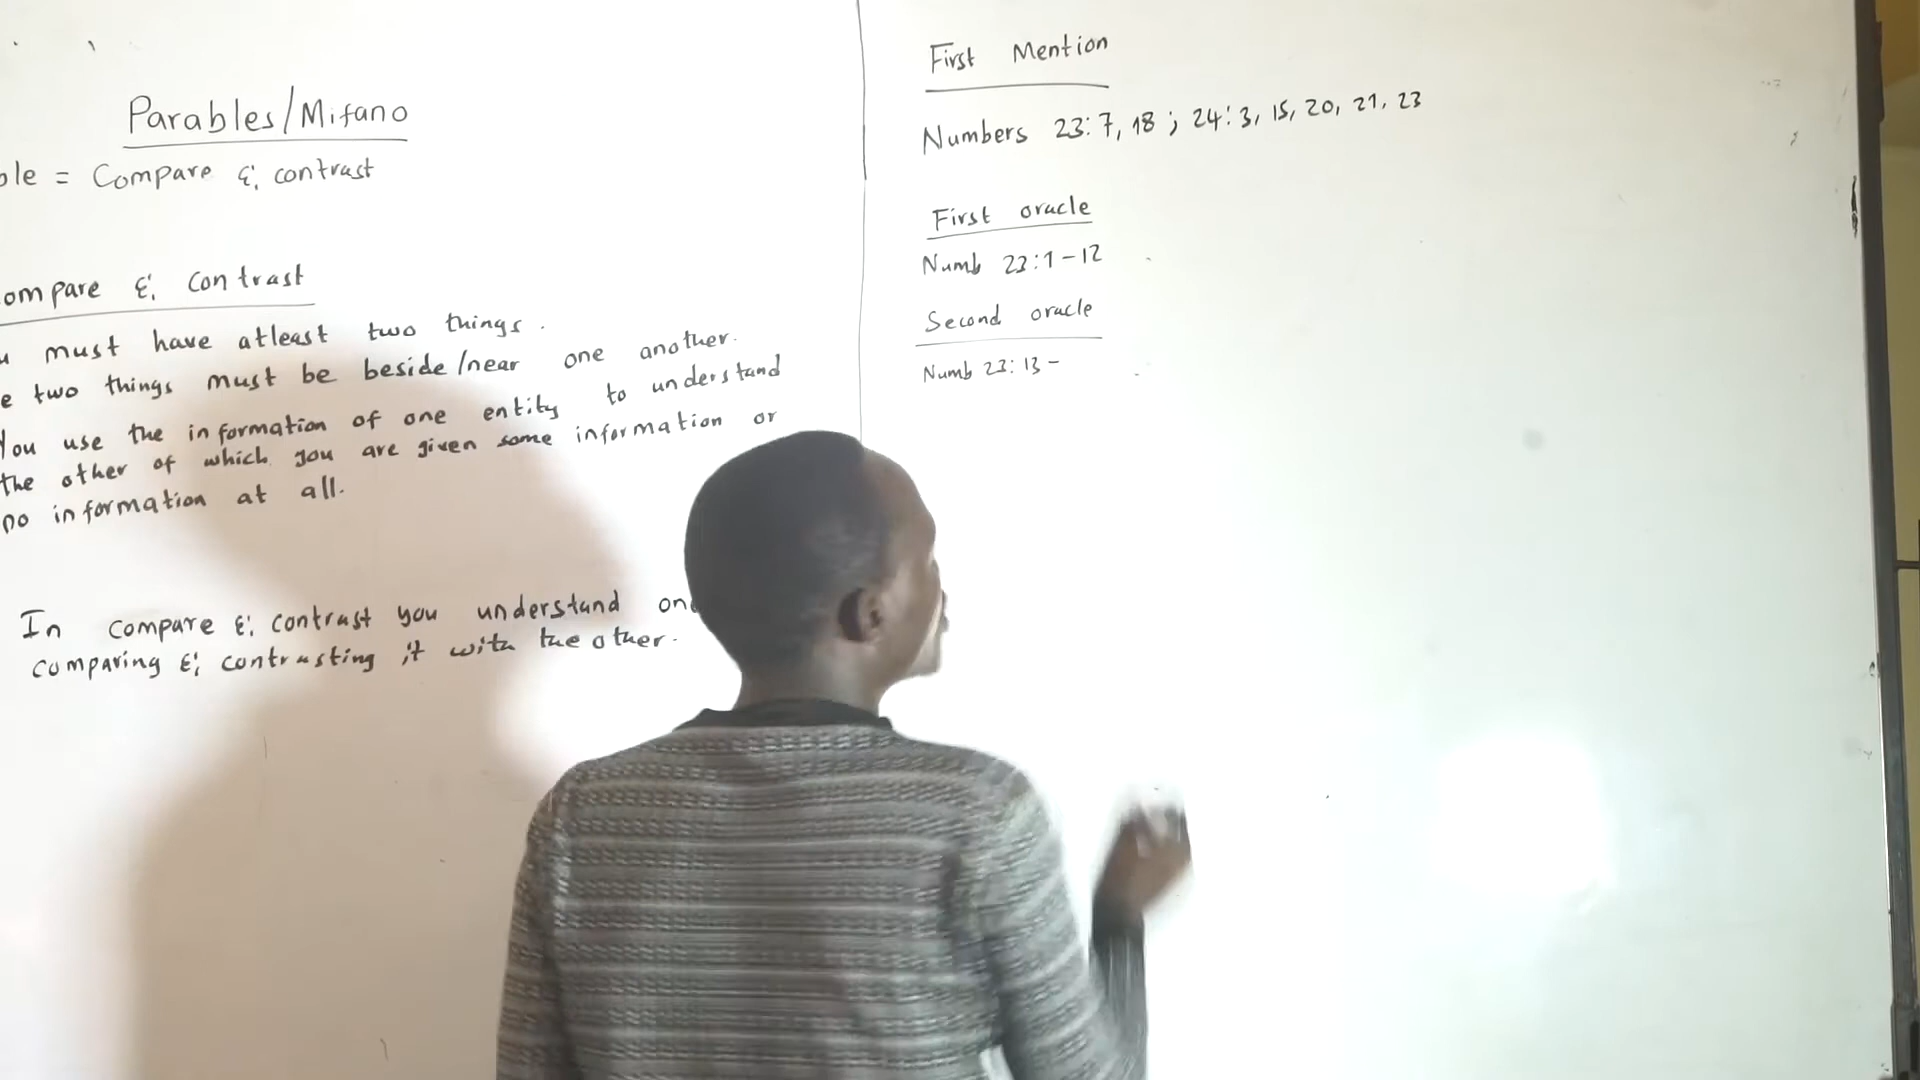 Parables/Mifano
= Compare & contrast
Compare & contrast
must have atleast two things.
two things must be beside/near one another.
You use the information of one entity to understand
the other of which you are given some information or
no information at all.
In compare & contrast you understand
comparing & contrasting it with the other.
First Mention
Numbers 23:7, 18; 24:3, 15, 20, 21, 23
First oracle
Numb 23:1-12
Second oracle
Numb 23:13-